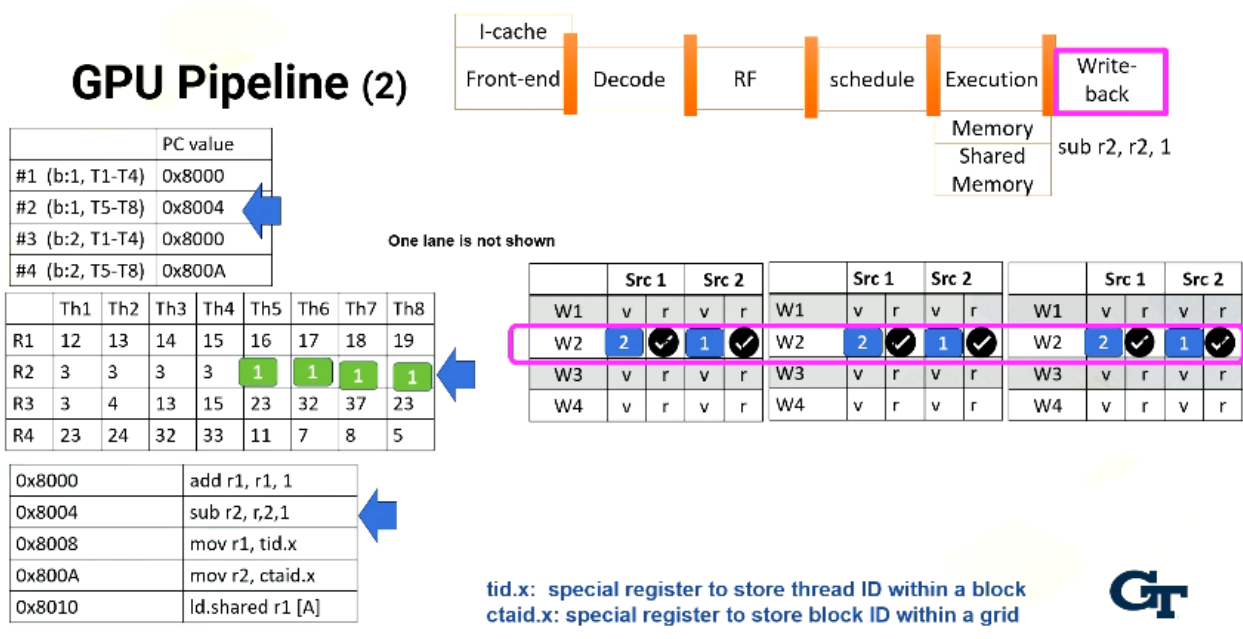 GPU Pipeline (2)
I-cache
Front-end Decode RF schedule Execution Write-back
Memory
Shared Memory
sub r2, r2, 1
PC value
#1 (b:1, T1-T4) 0x8000
#2 (b:1, T5-T8) 0x8004
#3 (b:2, T1-T4) 0x8000
#4 (b:2, T5-T8) 0x800A
One lane is not shown
Th1 Th2 Th3 Th4 Th5 Th6 Th7 Th8
R1 12 13 14 15 16 17 18 19
R2 3 3 3 3 1 1 1 1
R3 3 4 13 15 23 32 37 23
R4 23 24 32 33 11 7 8 5
Src 1 Src 2
W1 v r v r
W2 2 1
W3 v r v r
W4 v r v r
Src 1 Src 2
W1 v r v r
W2 2 1
W3 v r v r
W4 v r v r
Src 1 Src 2
W1 v r v r
W2 2 1
W3 v r v r
W4 v r v r
0x8000 add r1, r1, 1
0x8004 sub r2, r,2,1
0x8008 mov r1, tid.x
0x800A mov r2, ctaid.x
0x8010 ld.shared r1 [A]
tid.x: special register to store thread ID within a block
ctaid.x: special register to store block ID within a grid
GT